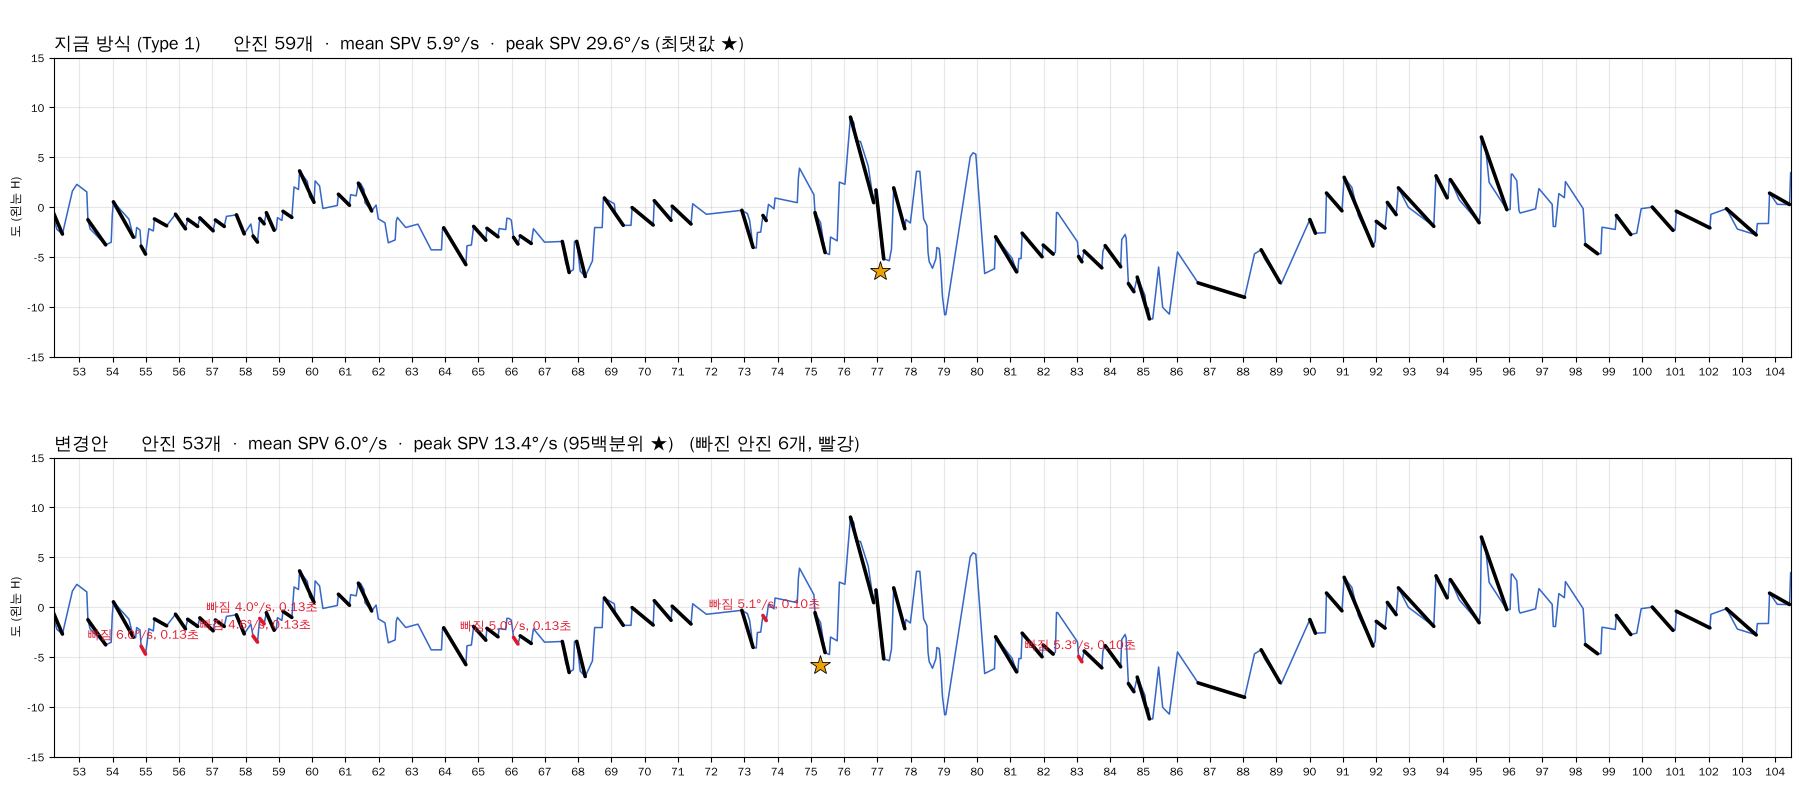 지금 방식 (Type 1) 안진 59개 · mean SPV 5.9°/s · peak SPV 29.6°/s (최댓값 ★)
15
10
5
0
-5
-10
-15
도 (왼눈 H)
53 54 55 56 57 58 59 60 61 62 63 64 65 66 67 68 69 70 71 72 73 74 75 76 77 78 79 80 81 82 83 84 85 86 87 88 89 90 91 92 93 94 95 96 97 98 99 100 101 102 103 104
변경안 안진 53개 · mean SPV 6.0°/s · peak SPV 13.4°/s (95백분위 ★) (빠진 안진 6개, 빨강)
15
10
5
0
-5
-10
-15
도 (왼눈 H)
빠짐 4.0°/s, 0.13초
빠짐 5.1°/s, 0.10초
빠짐 4.6°/s, 0.13초
빠짐 5.0°/s, 0.13초
빠짐 6.0°/s, 0.13초
빠짐 5.3°/s, 0.10초
53 54 55 56 57 58 59 60 61 62 63 64 65 66 67 68 69 70 71 72 73 74 75 76 77 78 79 80 81 82 83 84 85 86 87 88 89 90 91 92 93 94 95 96 97 98 99 100 101 102 103 104